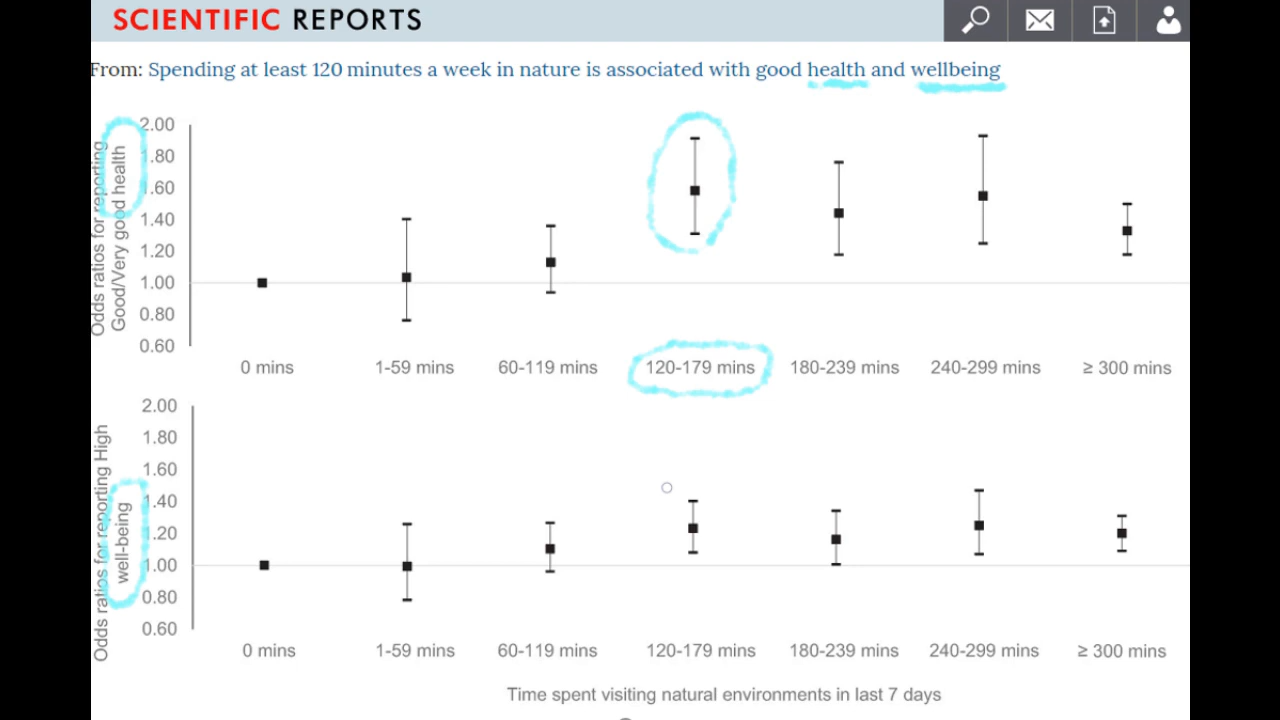 SCIENTIFIC REPORTS
From: Spending at least 120 minutes a week in nature is associated with good health and wellbeing
Odds ratios for reporting
Good/Very good health
2.00
1.80
1.60
1.40
1.20
1.00
0.80
0.60
0 mins 1-59 mins 60-119 mins 120-179 mins 180-239 mins 240-299 mins ≥ 300 mins
Odds ratios for reporting High
well-being
2.00
1.80
1.60
1.40
1.20
1.00
0.80
0.60
0 mins 1-59 mins 60-119 mins 120-179 mins 180-239 mins 240-299 mins ≥ 300 mins
Time spent visiting natural environments in last 7 days